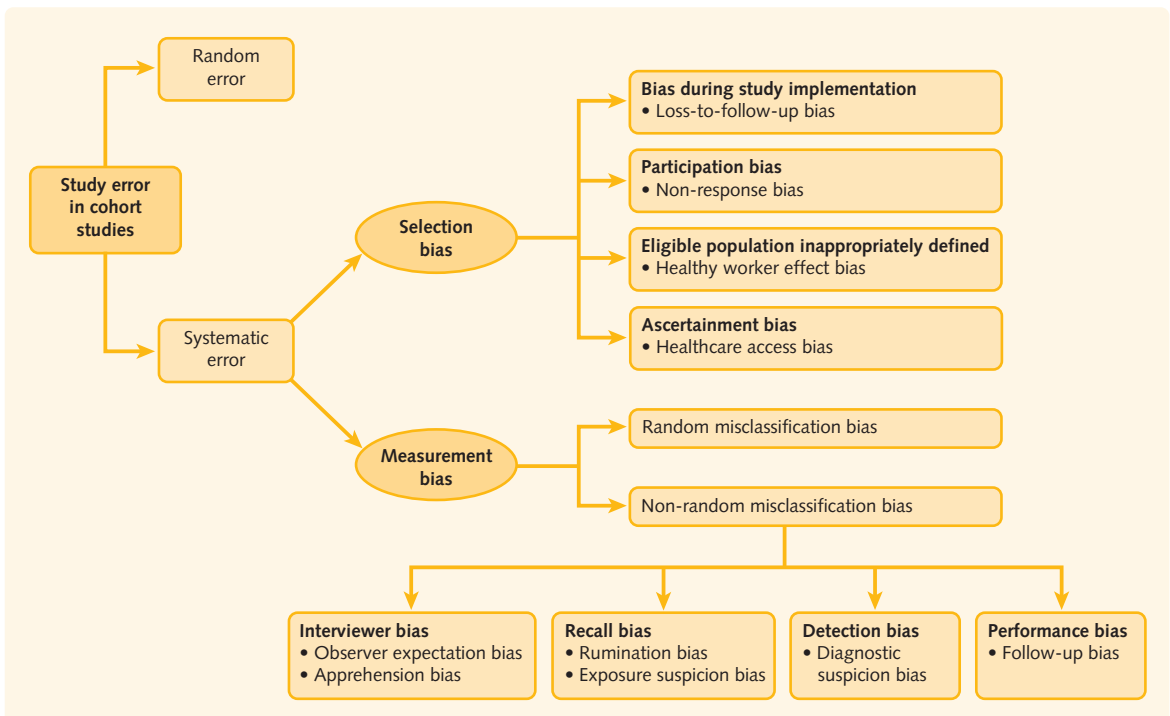 Random
error
Study error
in cohort
studies
Systematic
error
Selection
bias
Measurement
bias
Bias during study implementation
• Loss-to-follow-up bias
Participation bias
• Non-response bias
Eligible population inappropriately defined
• Healthy worker effect bias
Ascertainment bias
• Healthcare access bias
Random misclassification bias
Non-random misclassification bias
Interviewer bias
• Observer expectation bias
• Apprehension bias
Recall bias
• Rumination bias
• Exposure suspicion bias
Detection bias
• Diagnostic
suspicion bias
Performance bias
• Follow-up bias